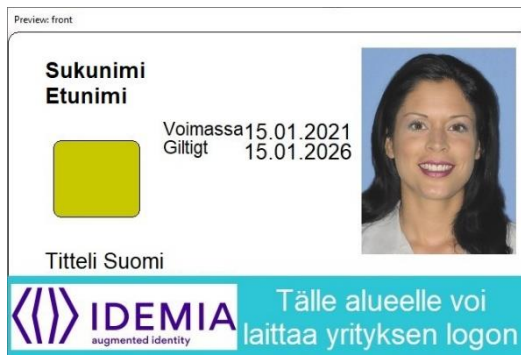 Preview: front
Sukunimi
Etunimi
Voimassa 15.01.2021
Giltigt 15.01.2026
Titteli Suomi
IDEMIA
augmented identity
Tälle alueelle voi
laittaa yrityksen logon